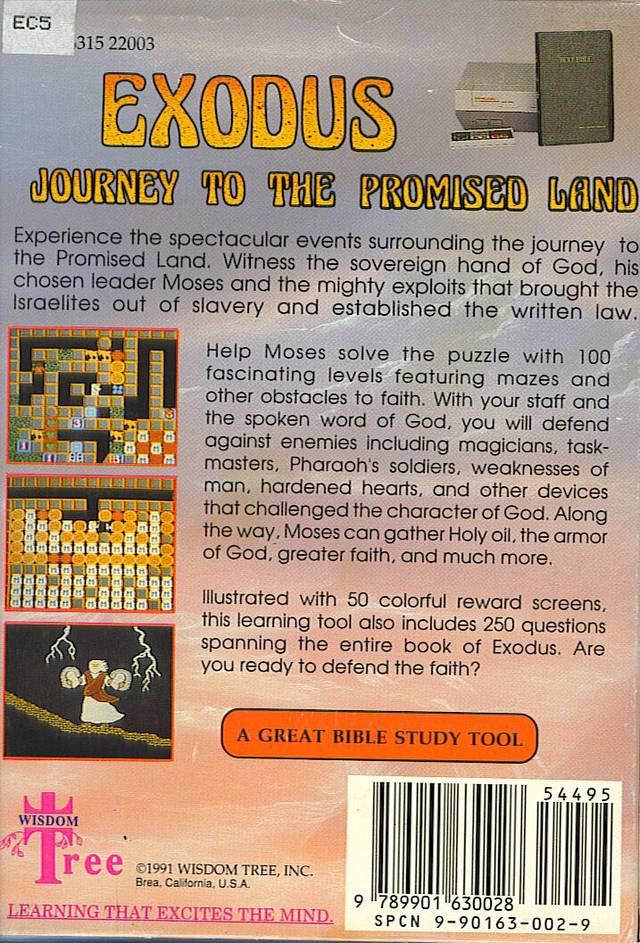 EC5
315 22003
HOLY BIBLE
EXODUS
JOURNEY TO THE PROMISED LAND
Experience the spectacular events surrounding the journey to
the Promised Land. Witness the sovereign hand of God, his
chosen leader Moses and the mighty exploits that brought the
Israelites out of slavery and established the written law.
Help Moses solve the puzzle with 100
fascinating levels featuring mazes and
other obstacles to faith. With your staff and
the spoken word of God, you will defend
against enemies including magicians, task-
masters, Pharaoh's soldiers, weaknesses of
man, hardened hearts, and other devices
that challenged the character of God. Along
the way, Moses can gather Holy oil, the armor
of God, greater faith, and much more.
Illustrated with 50 colorful reward screens,
this learning tool also includes 250 questions
spanning the entire book of Exodus. Are
you ready to defend the faith?
A GREAT BIBLE STUDY TOOL
WISDOM
Tree
©1991 WISDOM TREE, INC.
Brea, California, U.S.A.
LEARNING THAT EXCITES THE MIND.
54495
9 789901 630028
SPCN 9-90163-002-9